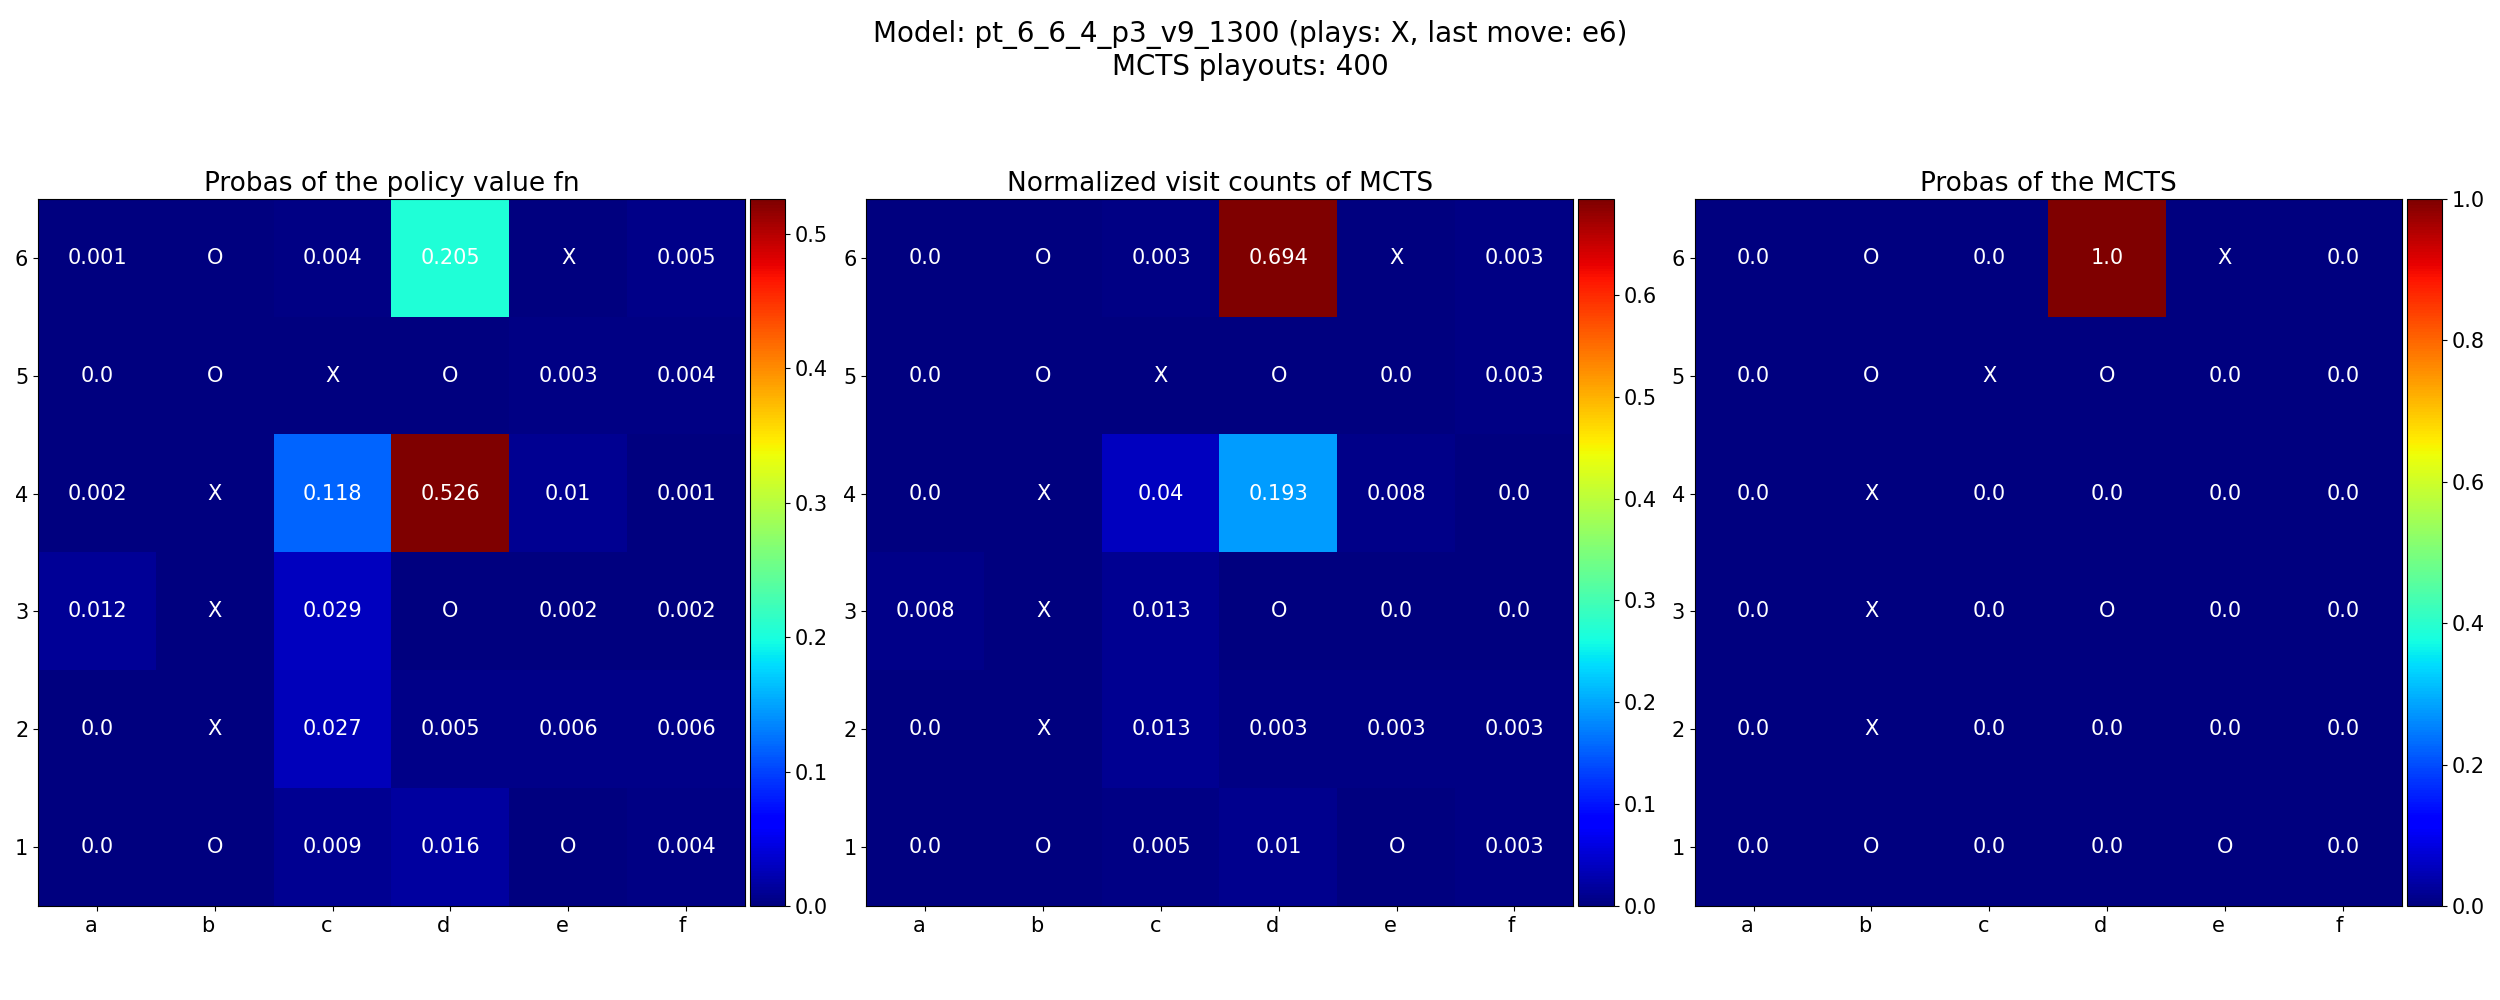 Model: pt_6_6_4_p3_v9_1300 (plays: X, last move: e6)
MCTS playouts: 400
Probas of the policy value fn
6 0.001 O 0.004 0.205 X 0.005
5 0.0 O X O 0.003 0.004
4 0.002 X 0.118 0.526 0.01 0.001
3 0.012 X 0.029 O 0.002 0.002
2 0.0 X 0.027 0.005 0.006 0.006
1 0.0 O 0.009 0.016 O 0.004
a b c d e f
0.5
0.4
0.3
0.2
0.1
0.0
Normalized visit counts of MCTS
6 0.0 O 0.003 0.694 X 0.003
5 0.0 O X O 0.0 0.003
4 0.0 X 0.04 0.193 0.008 0.0
3 0.008 X 0.013 O 0.0 0.0
2 0.0 X 0.013 0.003 0.003 0.003
1 0.0 O 0.005 0.01 O 0.003
a b c d e f
0.6
0.5
0.4
0.3
0.2
0.1
0.0
Probas of the MCTS
6 0.0 O 0.0 1.0 X 0.0
5 0.0 O X O 0.0 0.0
4 0.0 X 0.0 0.0 0.0 0.0
3 0.0 X 0.0 O 0.0 0.0
2 0.0 X 0.0 0.0 0.0 0.0
1 0.0 O 0.0 0.0 O 0.0
a b c d e f
1.0
0.8
0.6
0.4
0.2
0.0